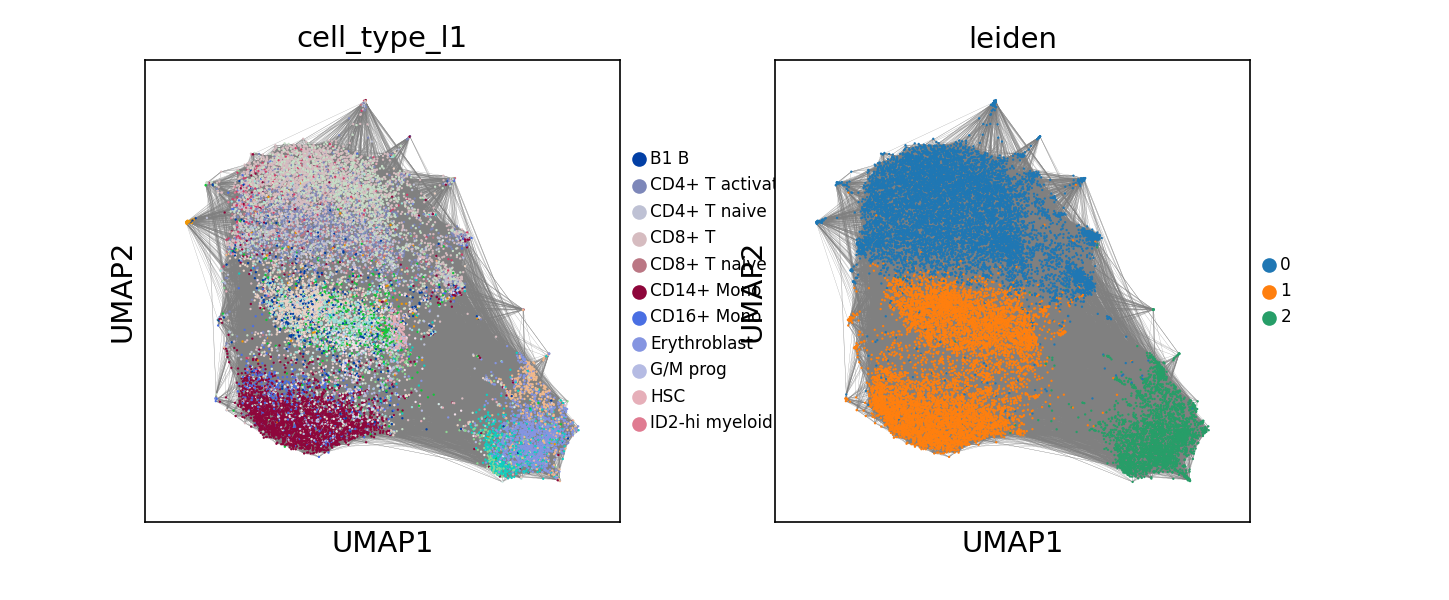 cell_type_l1
leiden
UMAP2
UMAP1
B1 B
CD4+ T activat
CD4+ T naive
CD8+ T
CD8+ T naive
CD14+ Mono
CD16+ Mono
Erythroblast
G/M prog
HSC
ID2-hi myeloid
UMAP2
UMAP1
0
1
2